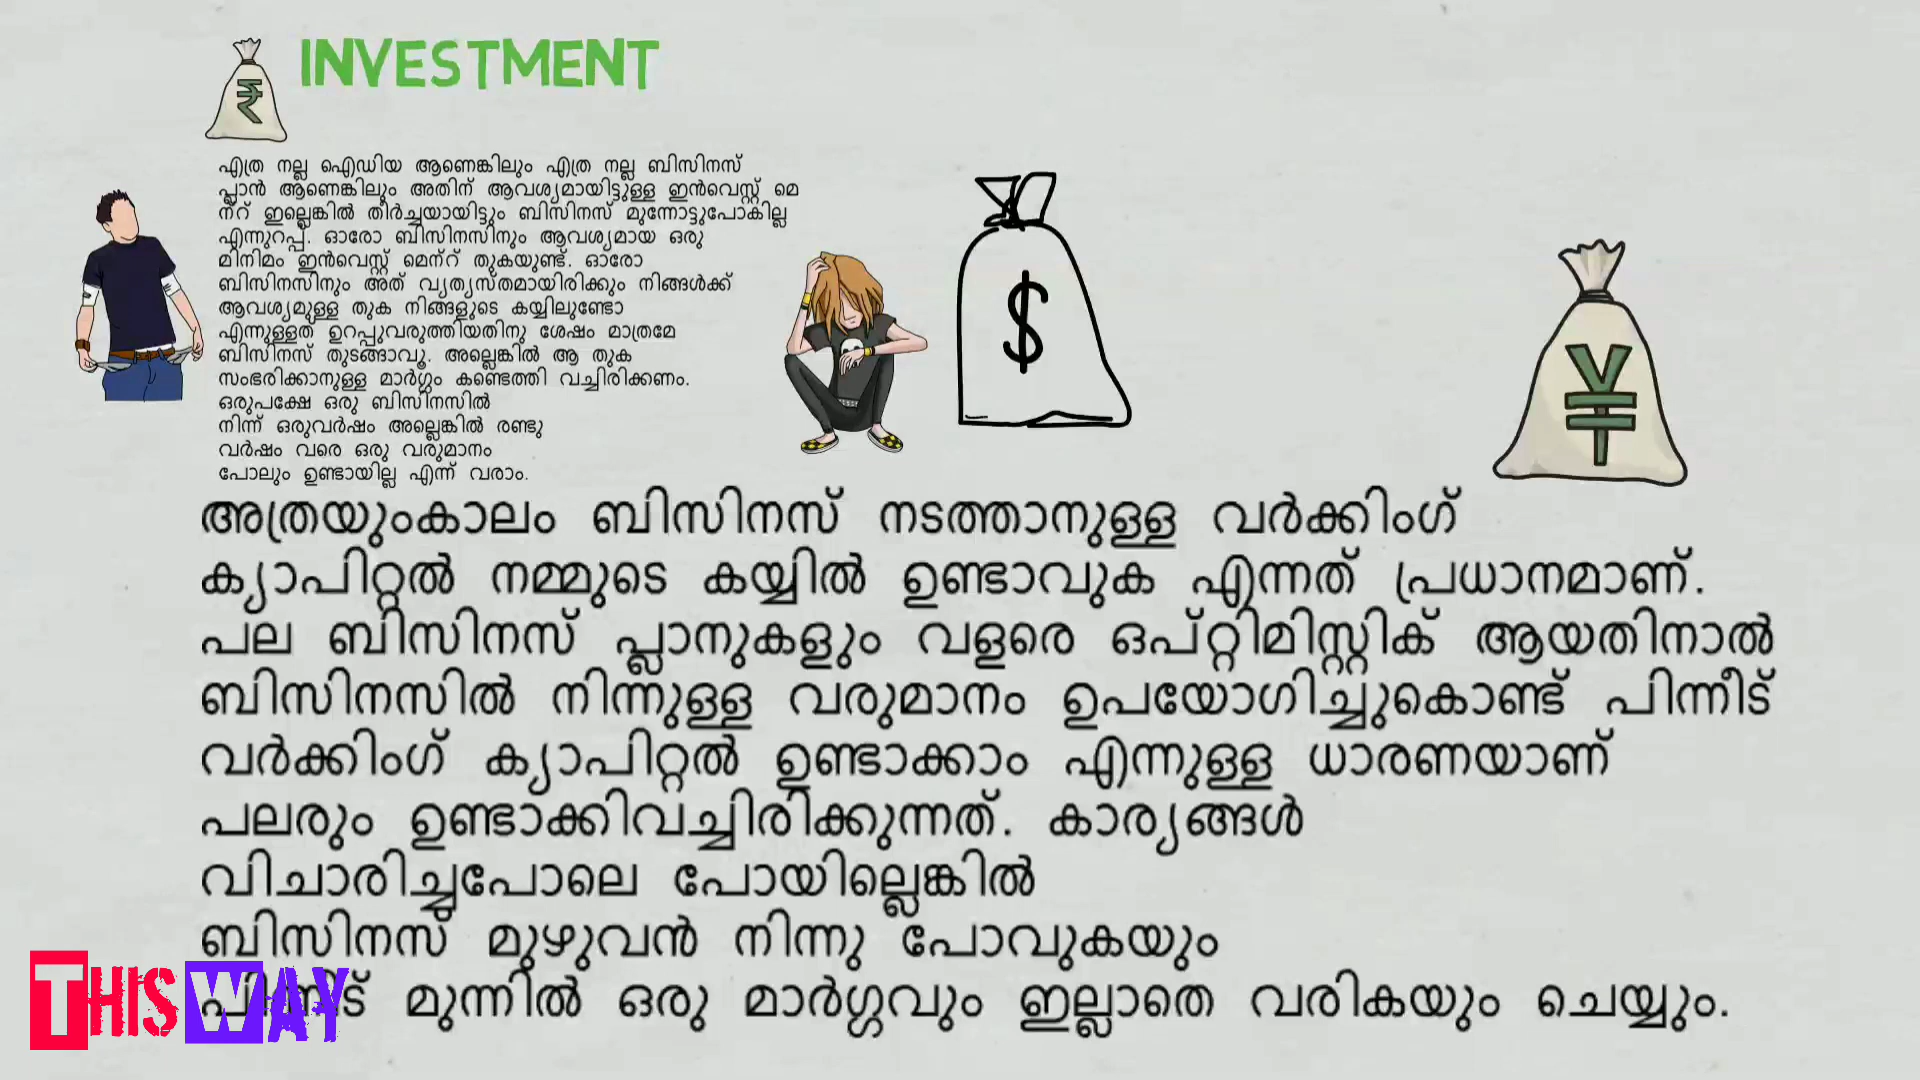 INVESTMENT
എത്ര നല്ല ഐഡിയ ആണെങ്കിലും എത്ര നല്ല ബിസിനസ്
പ്ലാൻ ആണെങ്കിലും അതിന് ആവശ്യമായിട്ടുള്ള ഇൻവെസ്റ്റ് മെ
ന്റ് ഇല്ലെങ്കിൽ തീർച്ചയായിട്ടും ബിസിനസ് മുന്നോട്ടുപോകില്ല
എന്നുറപ്പ്. ഓരോ ബിസിനസിനും ആവശ്യമായ ഒരു
മിനിമം ഇൻവെസ്റ്റ് മെന്റ് തുകയുണ്ട്. ഓരോ
ബിസിനസിനും അത് വ്യത്യസ്തമായിരിക്കും നിങ്ങൾക്ക്
ആവശ്യമുള്ള തുക നിങ്ങളുടെ കയ്യിലുണ്ടോ
എന്നുള്ളത് ഉറപ്പുവരുത്തിയതിനു ശേഷം മാത്രമേ
ബിസിനസ് തുടങ്ങാവൂ. അല്ലെങ്കിൽ ആ തുക
സംഭരിക്കാനുള്ള മാർഗ്ഗം കണ്ടെത്തി വച്ചിരിക്കണം.
ഒരുപക്ഷേ ഒരു ബിസിനസിൽ
നിന്ന് ഒരുവർഷം അല്ലെങ്കിൽ രണ്ടു
വർഷം വരെ ഒരു വരുമാനം
പോലും ഉണ്ടായില്ല എന്ന് വരാം.
അത്രയുംകാലം ബിസിനസ് നടത്താനുള്ള വർക്കിംഗ്
ക്യാപിറ്റൽ നമ്മുടെ കയ്യിൽ ഉണ്ടാവുക എന്നത് പ്രധാനമാണ്.
പല ബിസിനസ് പ്ലാനുകളും വളരെ ഒപ്റ്റിമിസ്റ്റിക് ആയതിനാൽ
ബിസിനസിൽ നിന്നുള്ള വരുമാനം ഉപയോഗിച്ചുകൊണ്ട് പിന്നീട്
വർക്കിംഗ് ക്യാപിറ്റൽ ഉണ്ടാക്കാം എന്നുള്ള ധാരണയാണ്
പലരും ഉണ്ടാക്കിവച്ചിരിക്കുന്നത്. കാര്യങ്ങൾ
വിചാരിച്ചുപോലെ പോയില്ലെങ്കിൽ
ബിസിനസ് മുഴുവൻ നിന്നു പോവുകയും
പിന്നീട് മുന്നിൽ ഒരു മാർഗ്ഗവും ഇല്ലാതെ വരികയും ചെയ്യും.
THIS WAY